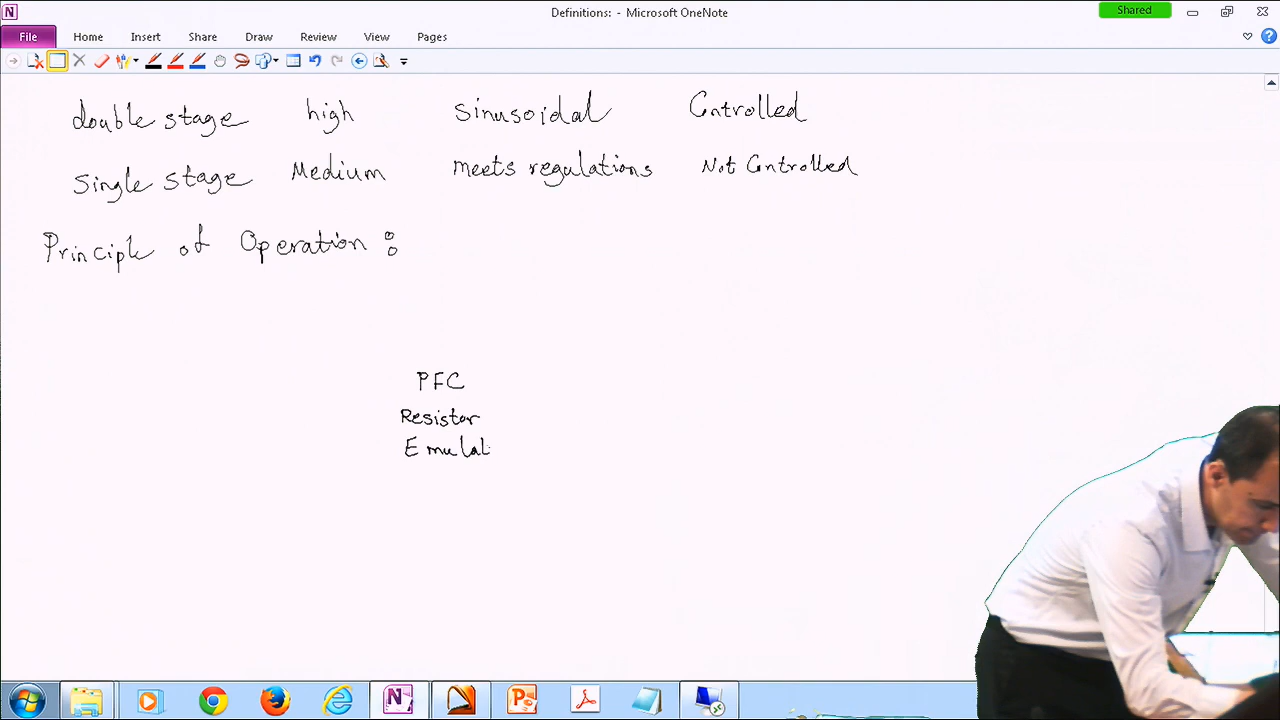 Definitions: - Microsoft OneNote
Shared
File Home Insert Share Draw Review View Pages
double stage high Sinusoidal Controlled
Single stage Medium meets regulations Not Controlled
Principle of Operation :
PFC
Resistor
Emulat